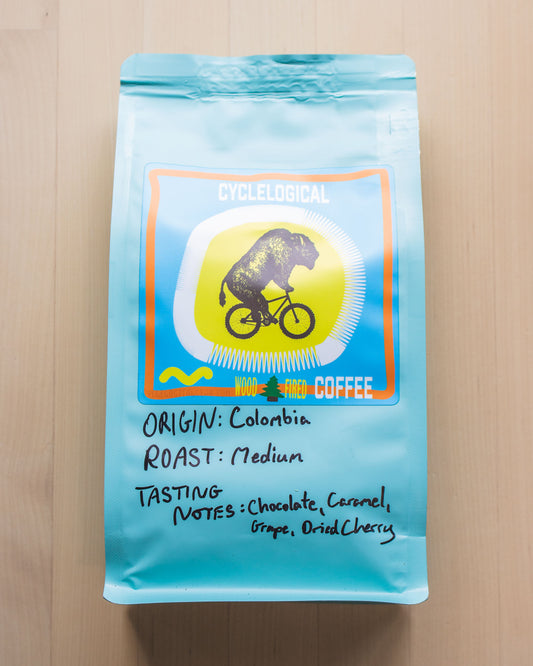 CYCLELOGICAL
WOOD FIRED COFFEE
ORIGIN: Colombia
ROAST: Medium
TASTING
NOTES: Chocolate, Caramel,
Grape, Dried Cherry